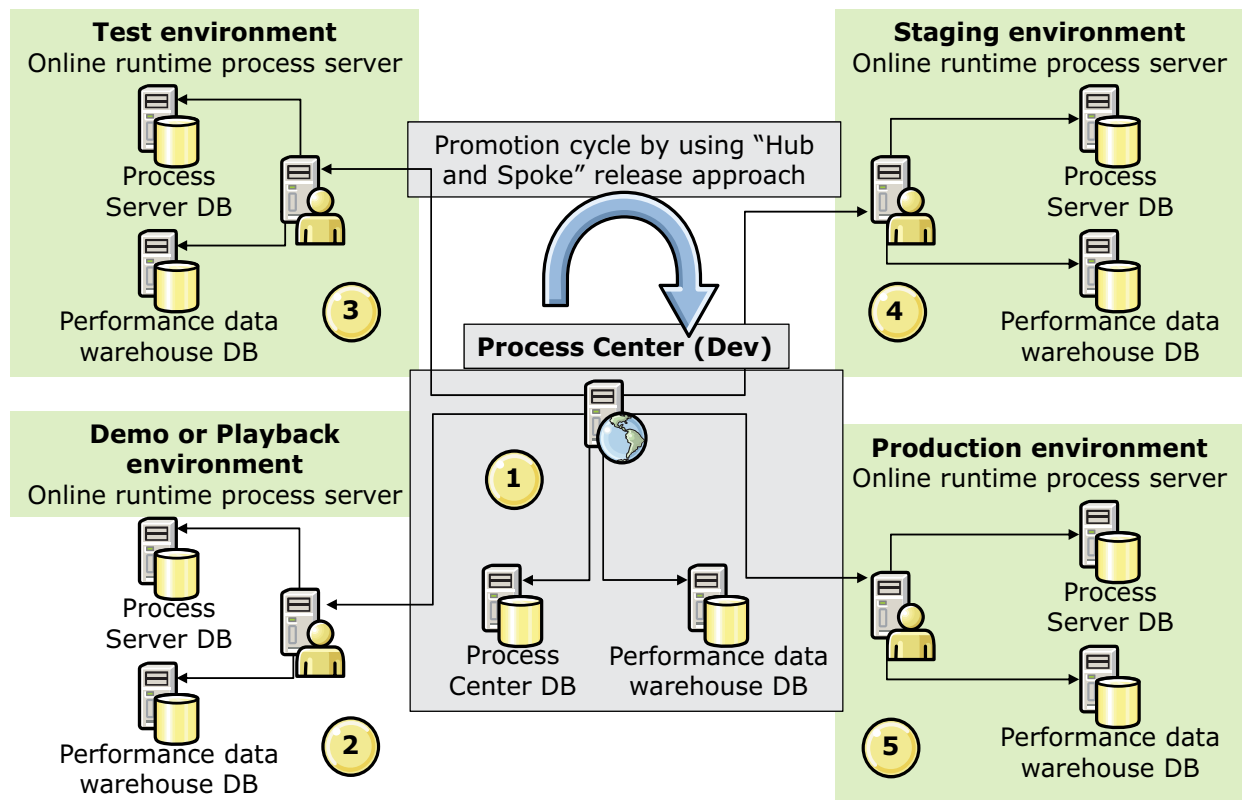 Test environment
Online runtime process server
Process
Server DB
Performance data
warehouse DB
3
Promotion cycle by using “Hub
and Spoke” release approach
Staging environment
Online runtime process server
Process
Server DB
Performance data
warehouse DB
4
Process Center (Dev)
1
Process
Center DB
Performance data
warehouse DB
Demo or Playback
environment
Online runtime process server
Process
Server DB
Performance data
warehouse DB
2
Production environment
Online runtime process server
Process
Server DB
Performance data
warehouse DB
5